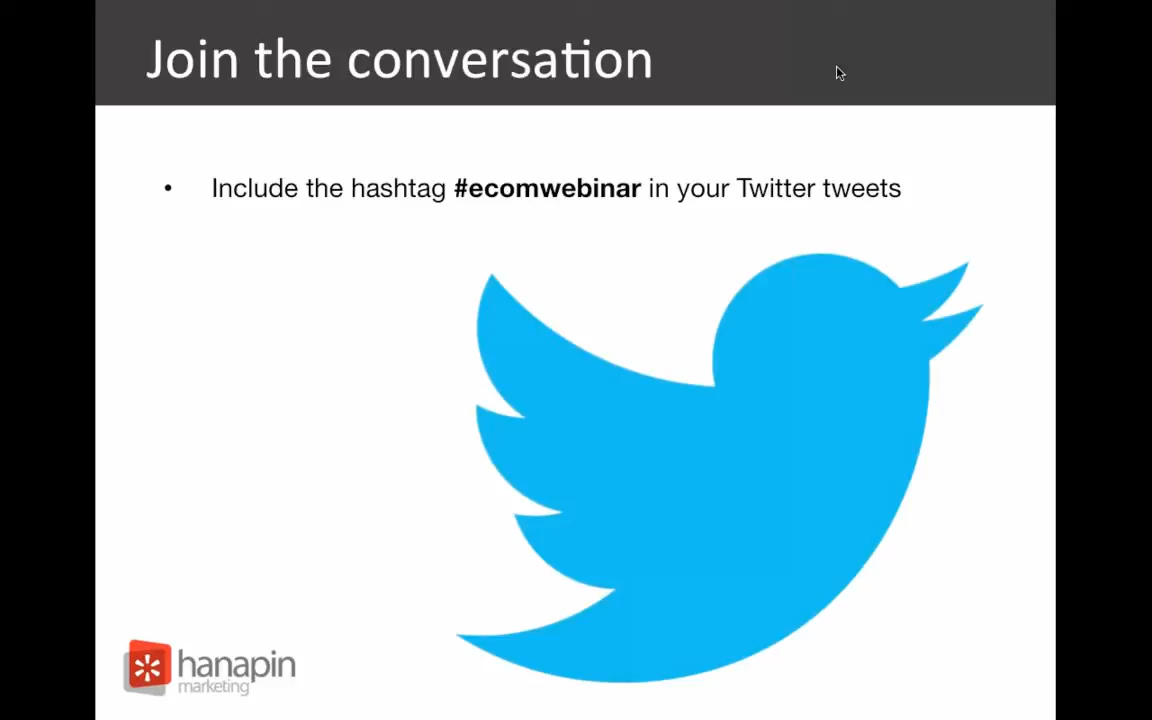 Join the conversation
• Include the hashtag #ecomwebinar in your Twitter tweets
hanapin
marketing